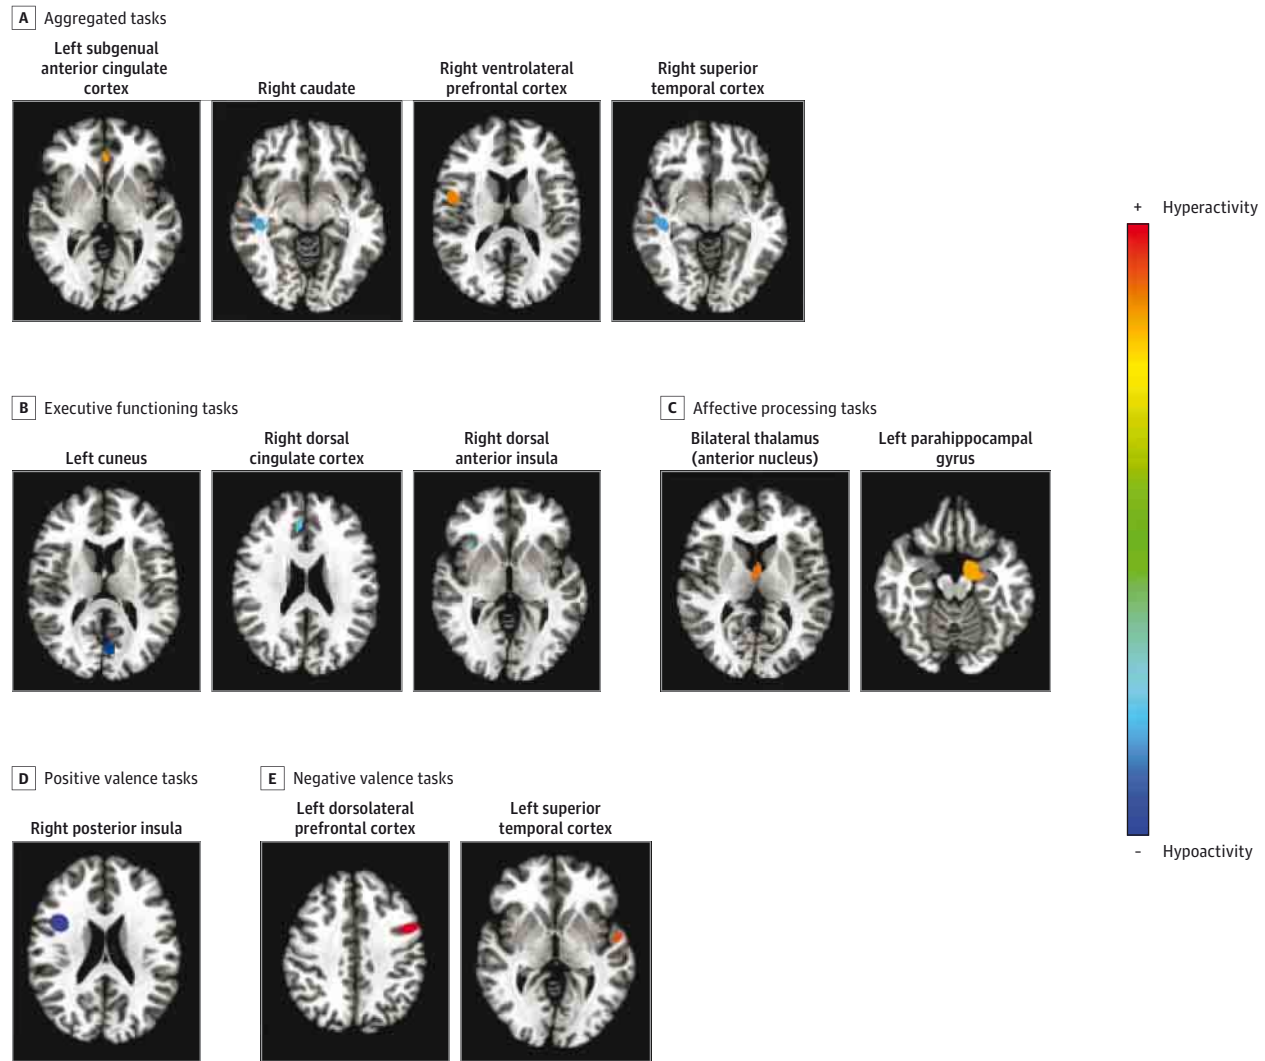 A Aggregated tasks
Left subgenual
anterior cingulate
cortex
Right caudate
Right ventrolateral
prefrontal cortex
Right superior
temporal cortex
+ Hyperactivity
B Executive functioning tasks
Left cuneus
Right dorsal
cingulate cortex
Right dorsal
anterior insula
C Affective processing tasks
Bilateral thalamus
(anterior nucleus)
Left parahippocampal
gyrus
D Positive valence tasks
Right posterior insula
E Negative valence tasks
Left dorsolateral
prefrontal cortex
Left superior
temporal cortex
- Hypoactivity